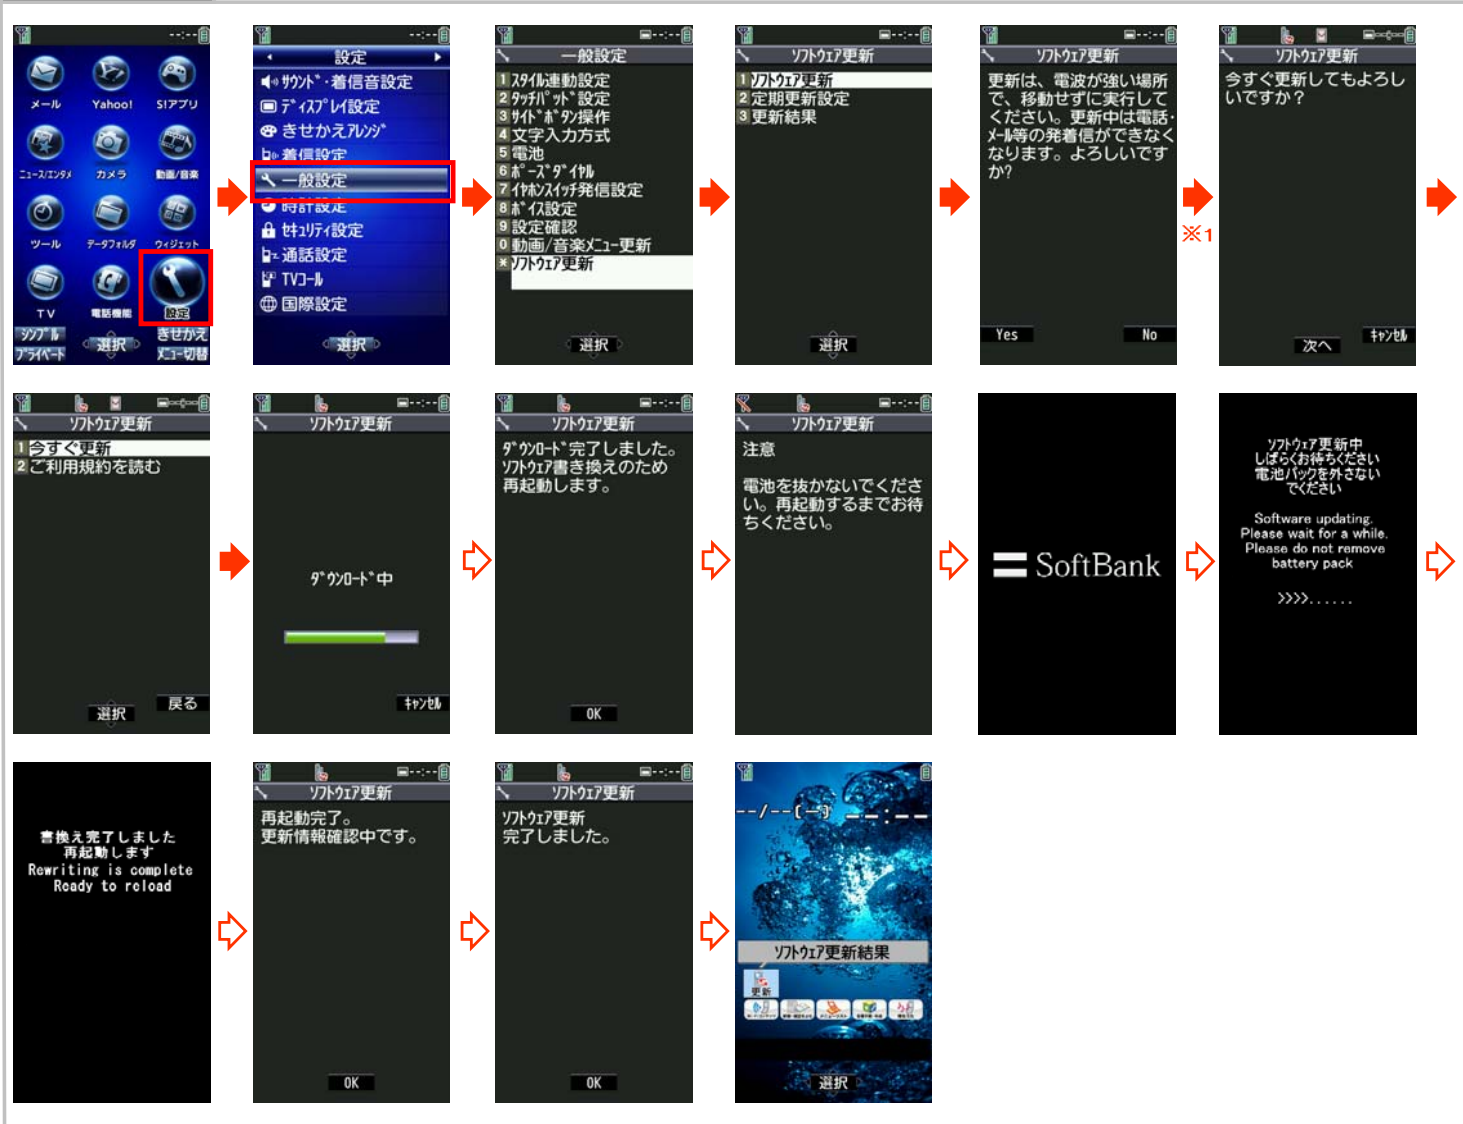 --:--
メール Yahoo! S!アプリ
ニュース/エンタメ カメラ 動画/音楽
ツール データフォルダ ウィジェット
TV 電話機能 設定
シンプル 選択 きせかえ
プライベート メニュー切替
--:--
設定
サウンド・着信音設定
ディスプレイ設定
きせかえアレンジ
着信設定
一般設定
時計設定
セキュリティ設定
通話設定
TVコール
国際設定
選択
--:--
一般設定
1 スタイル連動設定
2 タッチパッド設定
3 サイドボタン操作
4 文字入力方式
5 電池
6 ポーズダイヤル
7 イヤホンスイッチ発信設定
8 ボイス設定
9 設定確認
0 動画/音楽メニュー更新
* ソフトウェア更新
選択
--:--
ソフトウェア更新
1 ソフトウェア更新
2 定期更新設定
3 更新結果
選択
--:--
ソフトウェア更新
更新は、電波が強い場所
で、移動せずに実行して
ください。更新中は電話・
メール等の発着信ができなく
なります。よろしいです
か?
Yes No
※1
ソフトウェア更新
今すぐ更新してもよろし
いですか？
次へ キャンセル
ソフトウェア更新
1 今すぐ更新
2 ご利用規約を読む
選択 戻る
--:--
ソフトウェア更新
ダウンロード中
キャンセル
--:--
ソフトウェア更新
ダウンロード完了しました。
ソフトウェア書き換えのため
再起動します。
OK
--:--
ソフトウェア更新
注意
電池を抜かないでくださ
い。再起動するまでお待
ちください。
SoftBank
ソフトウェア更新中
しばらくお待ちください
電池パックを外さない
でください
Software updating.
Please wait for a while.
Please do not remove
battery pack
>>>>......
書換え完了しました
再起動します
Rewriting is complete
Ready to reload
--:--
ソフトウェア更新
再起動完了。
更新情報確認中です。
OK
--:--
ソフトウェア更新
ソフトウェア更新
完了しました。
OK
--/--(--) --:--
ソフトウェア更新結果
更新
選択